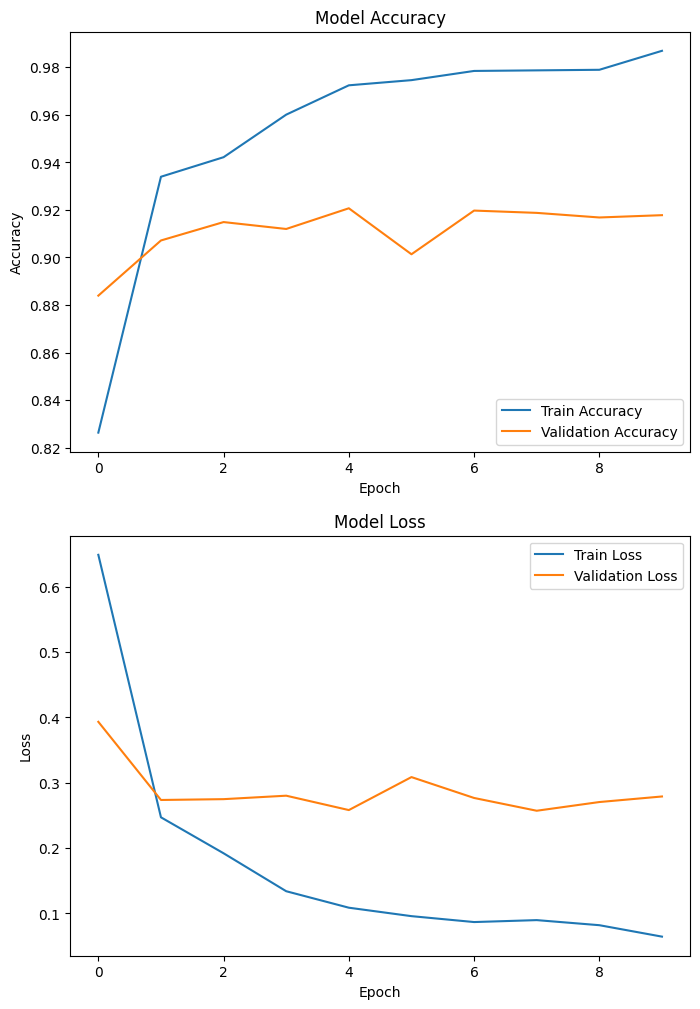 Model Accuracy
0.98
0.96
0.94
0.92
0.90
0.88
0.86
0.84
0.82
Accuracy
Train Accuracy
Validation Accuracy
0 2 4 6 8
Epoch
Model Loss
Train Loss
Validation Loss
0.6
0.5
0.4
0.3
0.2
0.1
Loss
0 2 4 6 8
Epoch